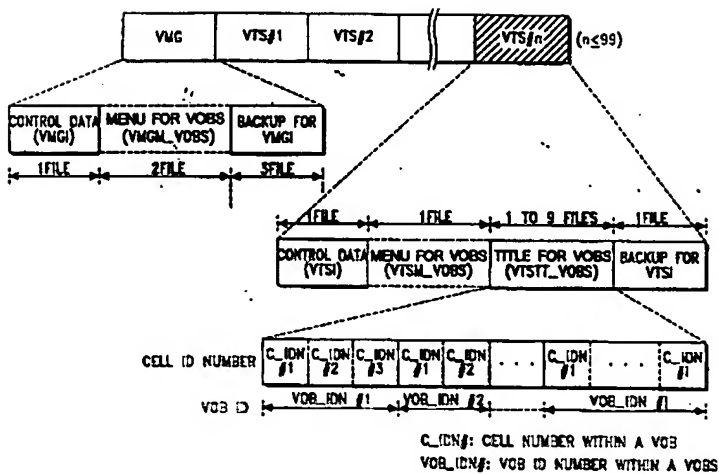 VMG VTS#1 VTS#2 VTS#n (n≤99)
CONTROL DATA (VMGI)
MENU FOR VOBS (VMGM_VOBS)
BACKUP FOR VMGI
1FILE 2FILE 3FILE
1FILE 1FILE 1 TO 9 FILES 1FILE
CONTROL DATA (VTSI)
MENU FOR VOBS (VTSM_VOBS)
TITLE FOR VOBS (VTSTT_VOBS)
BACKUP FOR VTSI
CELL ID NUMBER C_IDN #1 C_IDN #2 C_IDN #3 C_IDN #1 C_IDN #2 ... C_IDN #1 ... C_IDN #1
VOB ID VOB_IDN #1 VOB_IDN #2 VOB_IDN #1
C_IDN#: CELL NUMBER WITHIN A VOB
VOB_IDN#: VOB ID NUMBER WITHIN A VOBS